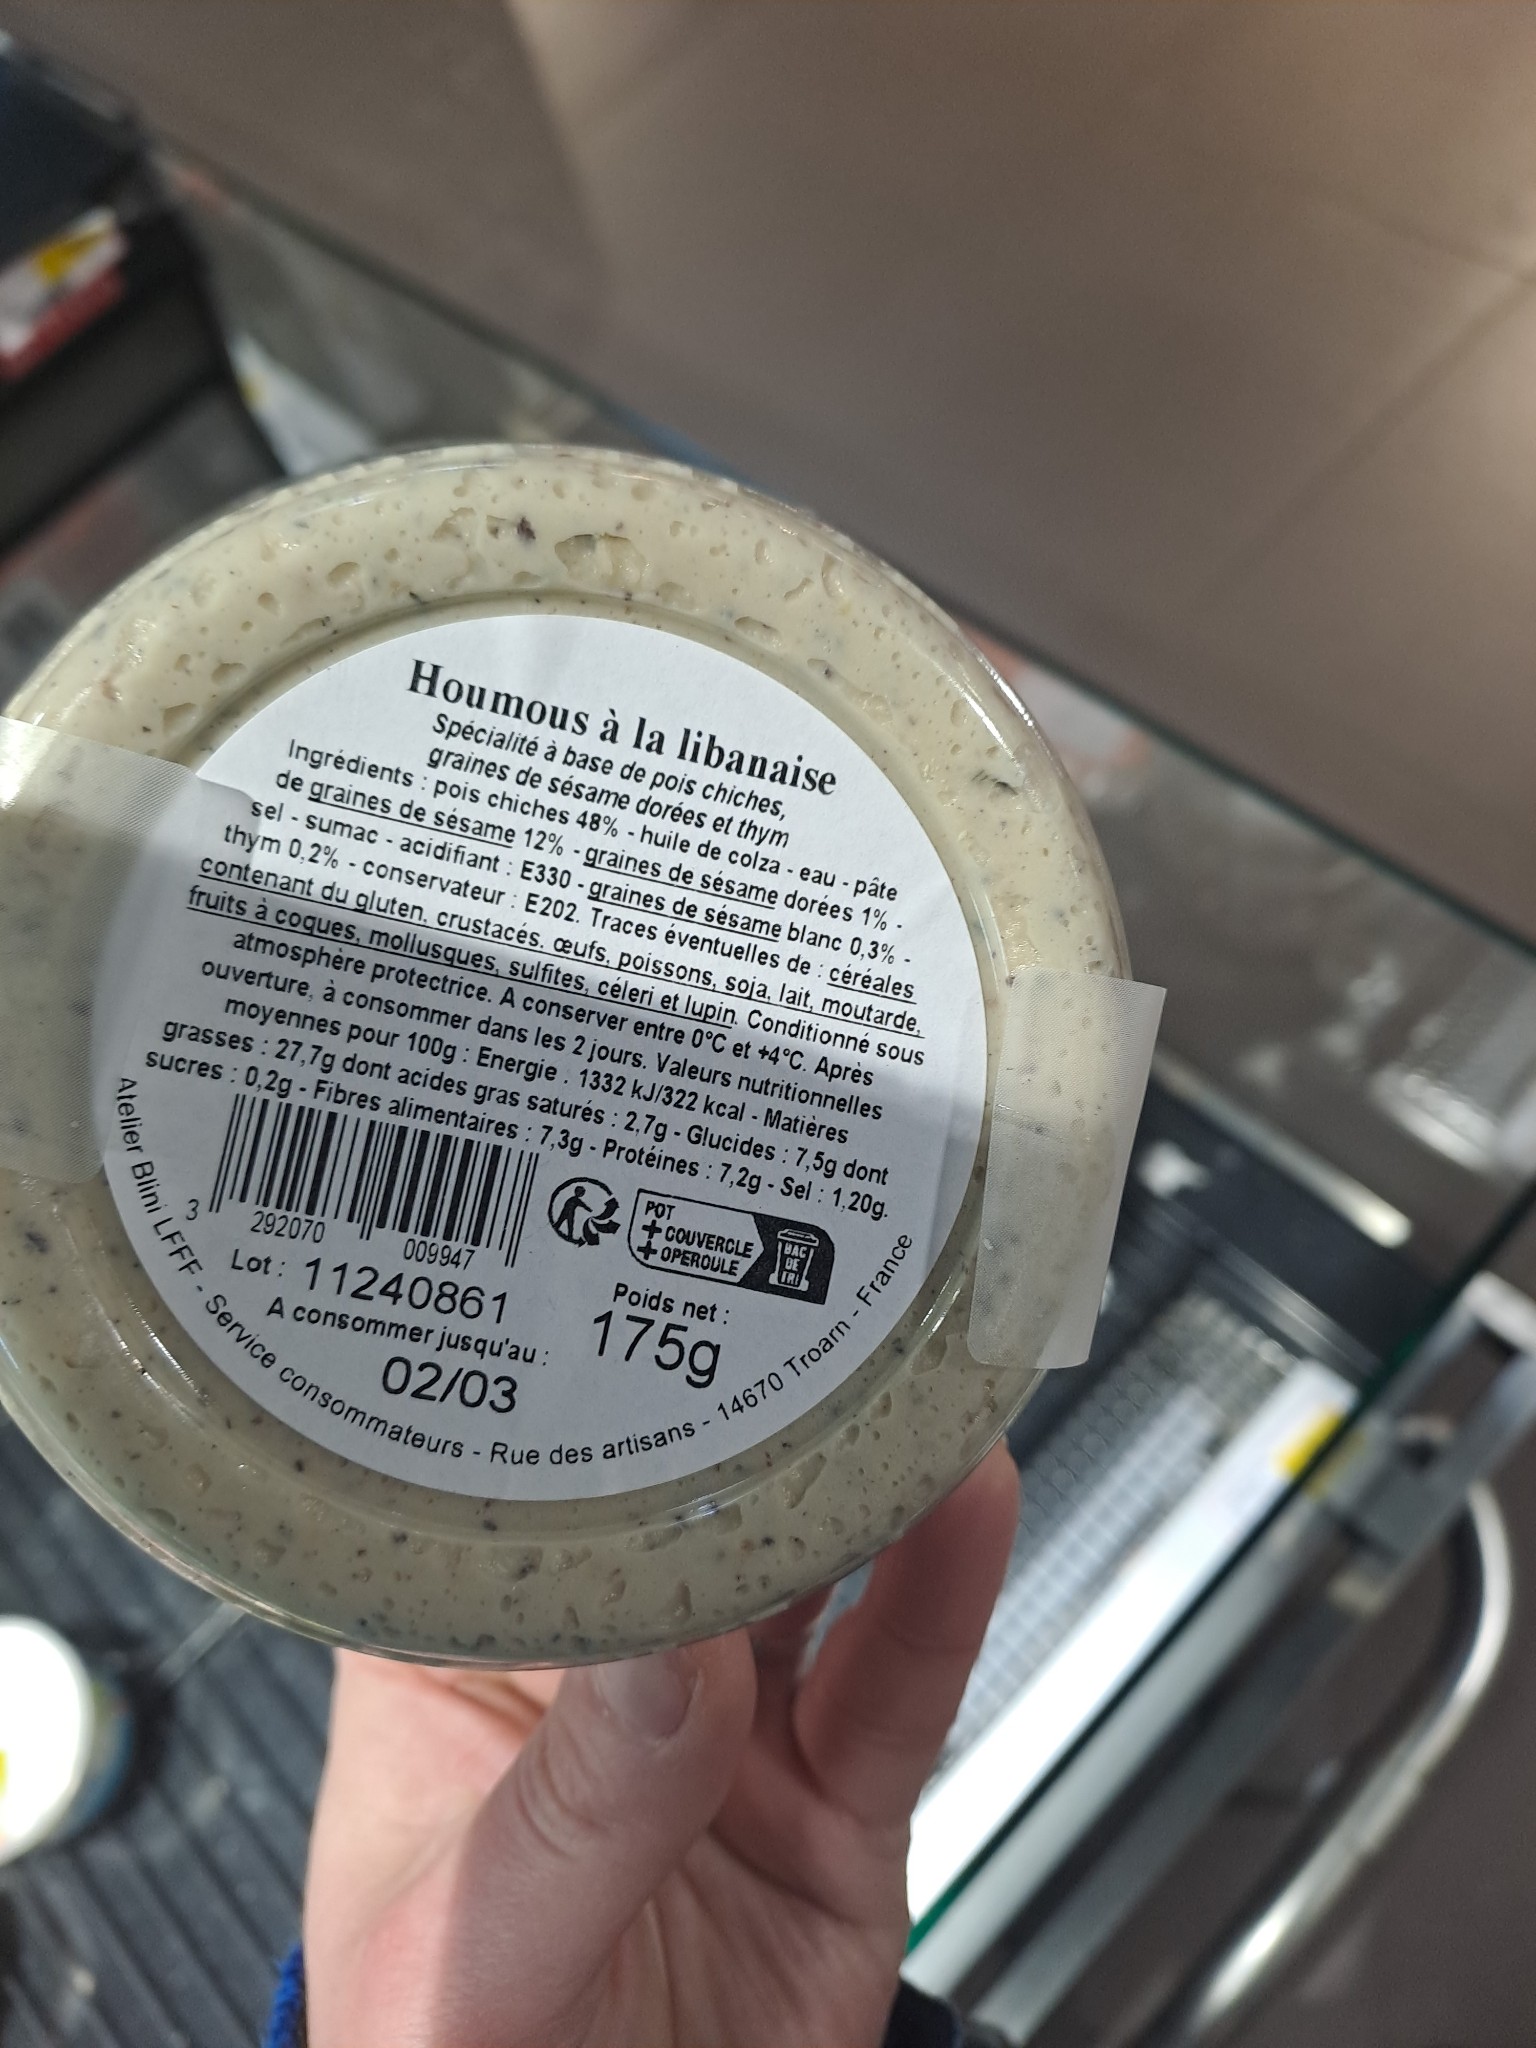 Houmous à la libanaise
Spécialité à base de pois chiches,
graines de sésame dorées et thym
Ingrédients : pois chiches 48% - huile de colza - eau - pâte
de graines de sésame 12% - graines de sésame dorées 1% -
sel - sumac - acidifiant : E330 - graines de sésame blanc 0,3% -
thym 0,2% - conservateur : E202. Traces éventuelles de : céréales
contenant du gluten, crustacés, œufs, poissons, soja, lait, moutarde,
fruits à coques, mollusques, sulfites, céleri et lupin. Conditionné sous
atmosphère protectrice. A conserver entre 0°C et +4°C. Après
ouverture, à consommer dans les 2 jours. Valeurs nutritionnelles
moyennes pour 100g : Energie : 1332 kJ/322 kcal - Matières
grasses : 27,7g dont acides gras saturés : 2,7g - Glucides : 7,5g dont
sucres : 0,2g - Fibres alimentaires : 7,3g - Protéines : 7,2g - Sel : 1,20g.
3 292070 009947
POT
+ COUVERCLE
+ OPERCULE
BAC
DE
TRI
Lot : 11240861
Poids net :
175g
A consommer jusqu'au :
02/03
Atelier Blini LFFF - Service consommateurs - Rue des artisans - 14670 Troarn - France